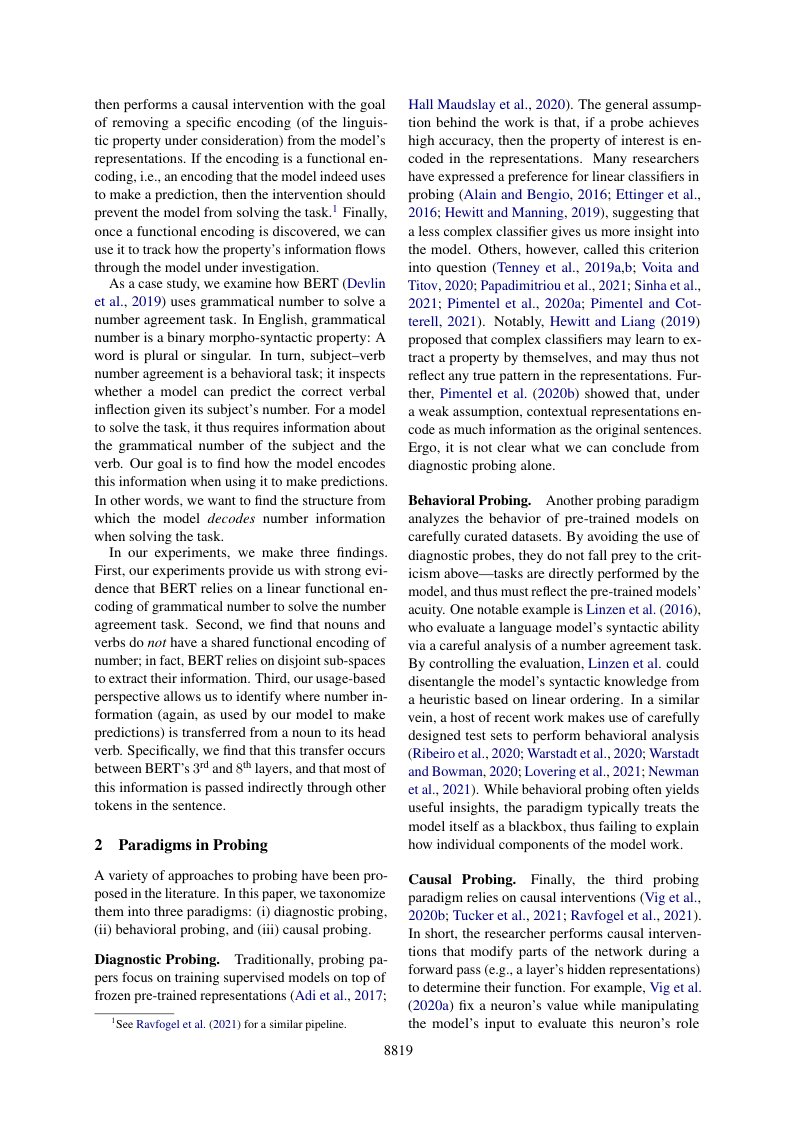 then performs a causal intervention with the goal
of removing a specific encoding (of the linguis-
tic property under consideration) from the model's
representations. If the encoding is a functional en-
coding, i.e., an encoding that the model indeed uses
to make a prediction, then the intervention should
prevent the model from solving the task.1 Finally,
once a functional encoding is discovered, we can
use it to track how the property's information flows
through the model under investigation.
As a case study, we examine how BERT (Devlin
et al., 2019) uses grammatical number to solve a
number agreement task. In English, grammatical
number is a binary morpho-syntactic property: A
word is plural or singular. In turn, subject–verb
number agreement is a behavioral task; it inspects
whether a model can predict the correct verbal
inflection given its subject's number. For a model
to solve the task, it thus requires information about
the grammatical number of the subject and the
verb. Our goal is to find how the model encodes
this information when using it to make predictions.
In other words, we want to find the structure from
which the model decodes number information
when solving the task.
In our experiments, we make three findings.
First, our experiments provide us with strong evi-
dence that BERT relies on a linear functional en-
coding of grammatical number to solve the number
agreement task. Second, we find that nouns and
verbs do not have a shared functional encoding of
number; in fact, BERT relies on disjoint sub-spaces
to extract their information. Third, our usage-based
perspective allows us to identify where number in-
formation (again, as used by our model to make
predictions) is transferred from a noun to its head
verb. Specifically, we find that this transfer occurs
between BERT's 3rd and 8th layers, and that most of
this information is passed indirectly through other
tokens in the sentence.
2 Paradigms in Probing
A variety of approaches to probing have been pro-
posed in the literature. In this paper, we taxonomize
them into three paradigms: (i) diagnostic probing,
(ii) behavioral probing, and (iii) causal probing.
Diagnostic Probing. Traditionally, probing pa-
pers focus on training supervised models on top of
frozen pre-trained representations (Adi et al., 2017;
1See Ravfogel et al. (2021) for a similar pipeline.
Hall Maudslay et al., 2020). The general assump-
tion behind the work is that, if a probe achieves
high accuracy, then the property of interest is en-
coded in the representations. Many researchers
have expressed a preference for linear classifiers in
probing (Alain and Bengio, 2016; Ettinger et al.,
2016; Hewitt and Manning, 2019), suggesting that
a less complex classifier gives us more insight into
the model. Others, however, called this criterion
into question (Tenney et al., 2019a,b; Voita and
Titov, 2020; Papadimitriou et al., 2021; Sinha et al.,
2021; Pimentel et al., 2020a; Pimentel and Cot-
terell, 2021). Notably, Hewitt and Liang (2019)
proposed that complex classifiers may learn to ex-
tract a property by themselves, and may thus not
reflect any true pattern in the representations. Fur-
ther, Pimentel et al. (2020b) showed that, under
a weak assumption, contextual representations en-
code as much information as the original sentences.
Ergo, it is not clear what we can conclude from
diagnostic probing alone.
Behavioral Probing. Another probing paradigm
analyzes the behavior of pre-trained models on
carefully curated datasets. By avoiding the use of
diagnostic probes, they do not fall prey to the crit-
icism above—tasks are directly performed by the
model, and thus must reflect the pre-trained models'
acuity. One notable example is Linzen et al. (2016),
who evaluate a language model's syntactic ability
via a careful analysis of a number agreement task.
By controlling the evaluation, Linzen et al. could
disentangle the model's syntactic knowledge from
a heuristic based on linear ordering. In a similar
vein, a host of recent work makes use of carefully
designed test sets to perform behavioral analysis
(Ribeiro et al., 2020; Warstadt et al., 2020; Warstadt
and Bowman, 2020; Lovering et al., 2021; Newman
et al., 2021). While behavioral probing often yields
useful insights, the paradigm typically treats the
model itself as a blackbox, thus failing to explain
how individual components of the model work.
Causal Probing. Finally, the third probing
paradigm relies on causal interventions (Vig et al.,
2020b; Tucker et al., 2021; Ravfogel et al., 2021).
In short, the researcher performs causal interven-
tions that modify parts of the network during a
forward pass (e.g., a layer's hidden representations)
to determine their function. For example, Vig et al.
(2020a) fix a neuron's value while manipulating
the model's input to evaluate this neuron's role
8819